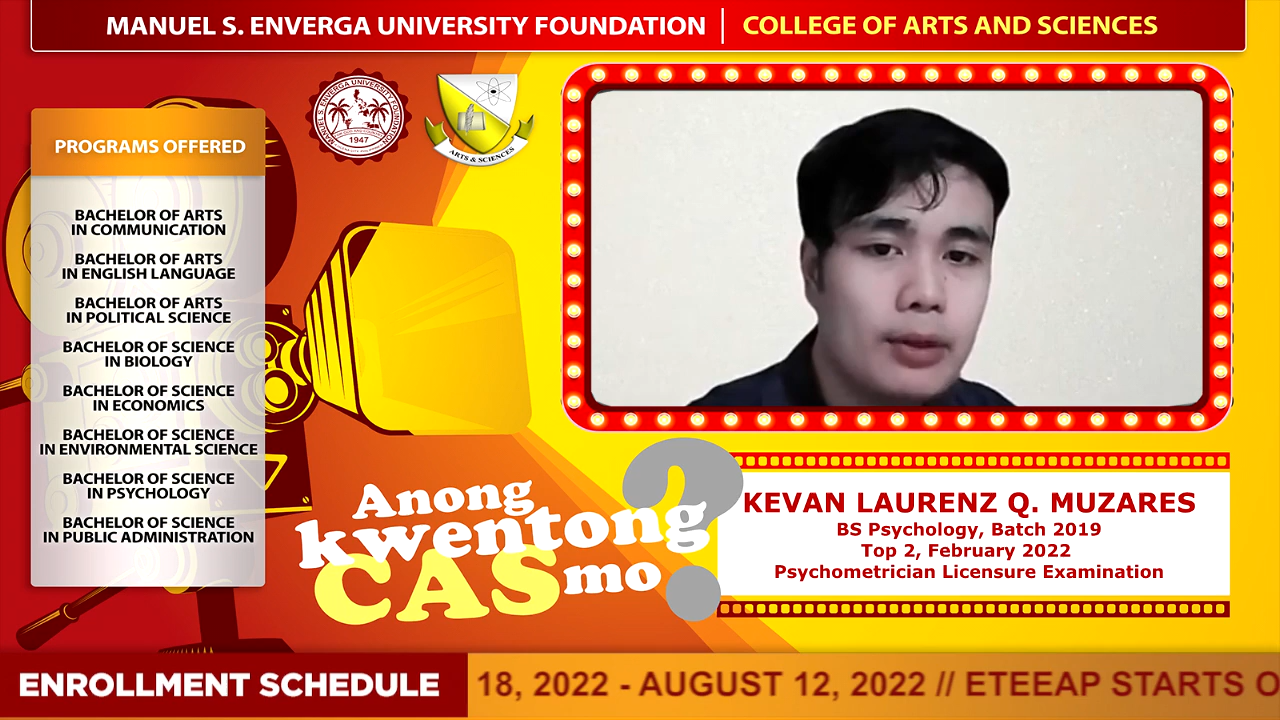 MANUEL S. ENVERGA UNIVERSITY FOUNDATION | COLLEGE OF ARTS AND SCIENCES
MANUEL S. ENVERGA UNIVERSITY FOUNDATION
1947
ARTS & SCIENCES
PROGRAMS OFFERED
BACHELOR OF ARTS
IN COMMUNICATION
BACHELOR OF ARTS
IN ENGLISH LANGUAGE
BACHELOR OF ARTS
IN POLITICAL SCIENCE
BACHELOR OF SCIENCE
IN BIOLOGY
BACHELOR OF SCIENCE
IN ECONOMICS
BACHELOR OF SCIENCE
IN ENVIRONMENTAL SCIENCE
BACHELOR OF SCIENCE
IN PSYCHOLOGY
BACHELOR OF SCIENCE
IN PUBLIC ADMINISTRATION
Anong
kwentong
CAS mo?
KEVAN LAURENZ Q. MUZARES
BS Psychology, Batch 2019
Top 2, February 2022
Psychometrician Licensure Examination
ENROLLMENT SCHEDULE
18, 2022 - AUGUST 12, 2022 // ETEEAP STARTS O